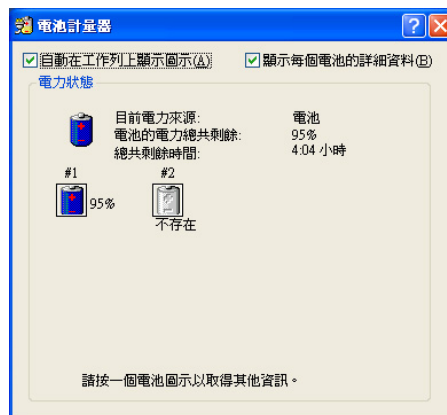 電池計量器
自動在工作列上顯示圖示(A) 顯示每個電池的詳細資料(B)
電力狀態
目前電力來源: 電池
電池的電力總共剩餘: 95%
總共剩餘時間: 4:04 小時
#1 #2
95%
不存在
請按一個電池圖示以取得其他資訊。